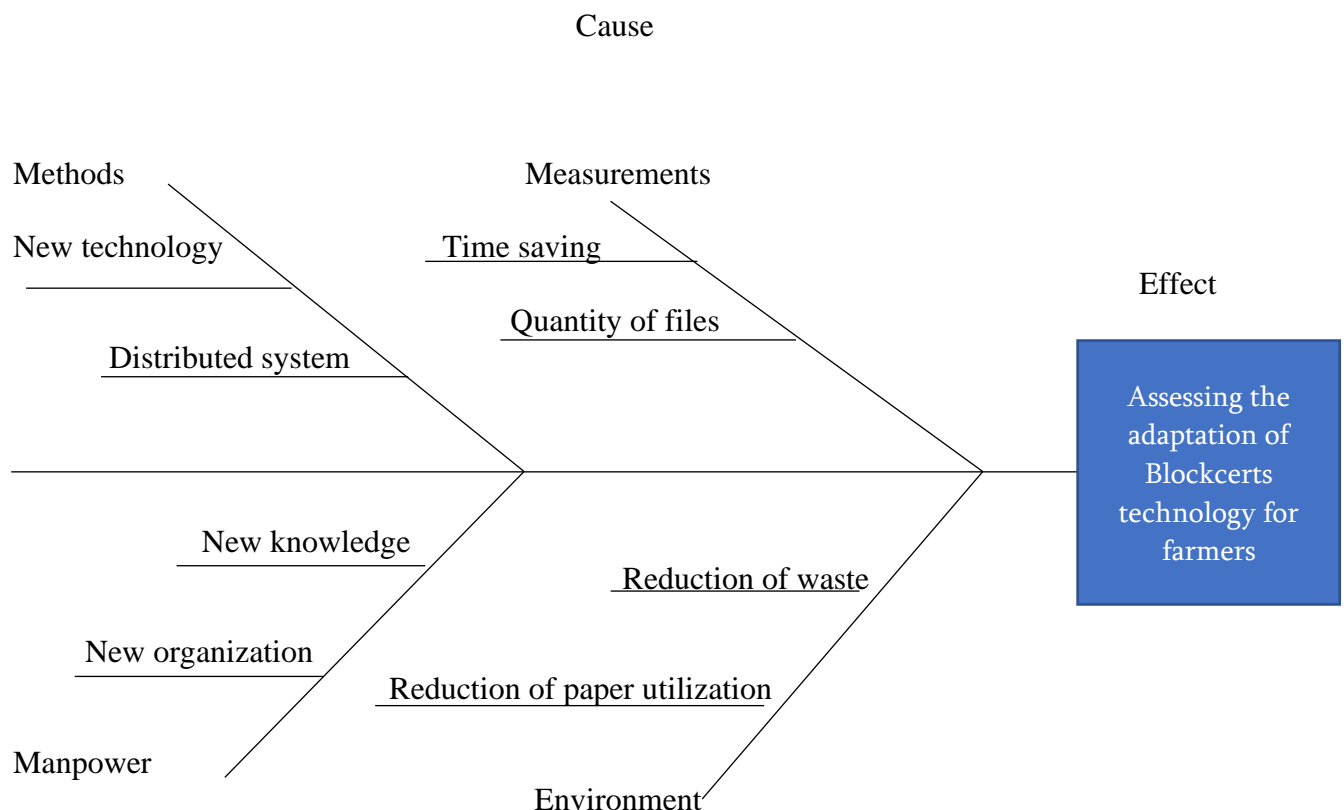 Cause
Methods
Measurements
New technology
Time saving
Effect
Quantity of files
Distributed system
Assessing the
adaptation of
Blockcerts
technology for
farmers
New knowledge
Reduction of waste
New organization
Reduction of paper utilization
Manpower
Environment